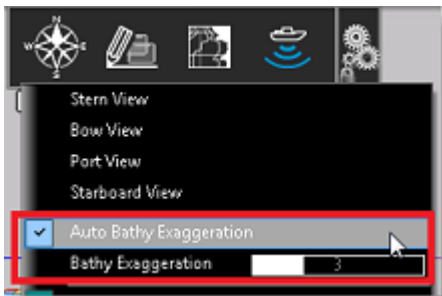 N
W
E
S
Stern View
Bow View
Port View
Starboard View
Auto Bathy Exaggeration
Bathy Exaggeration 3